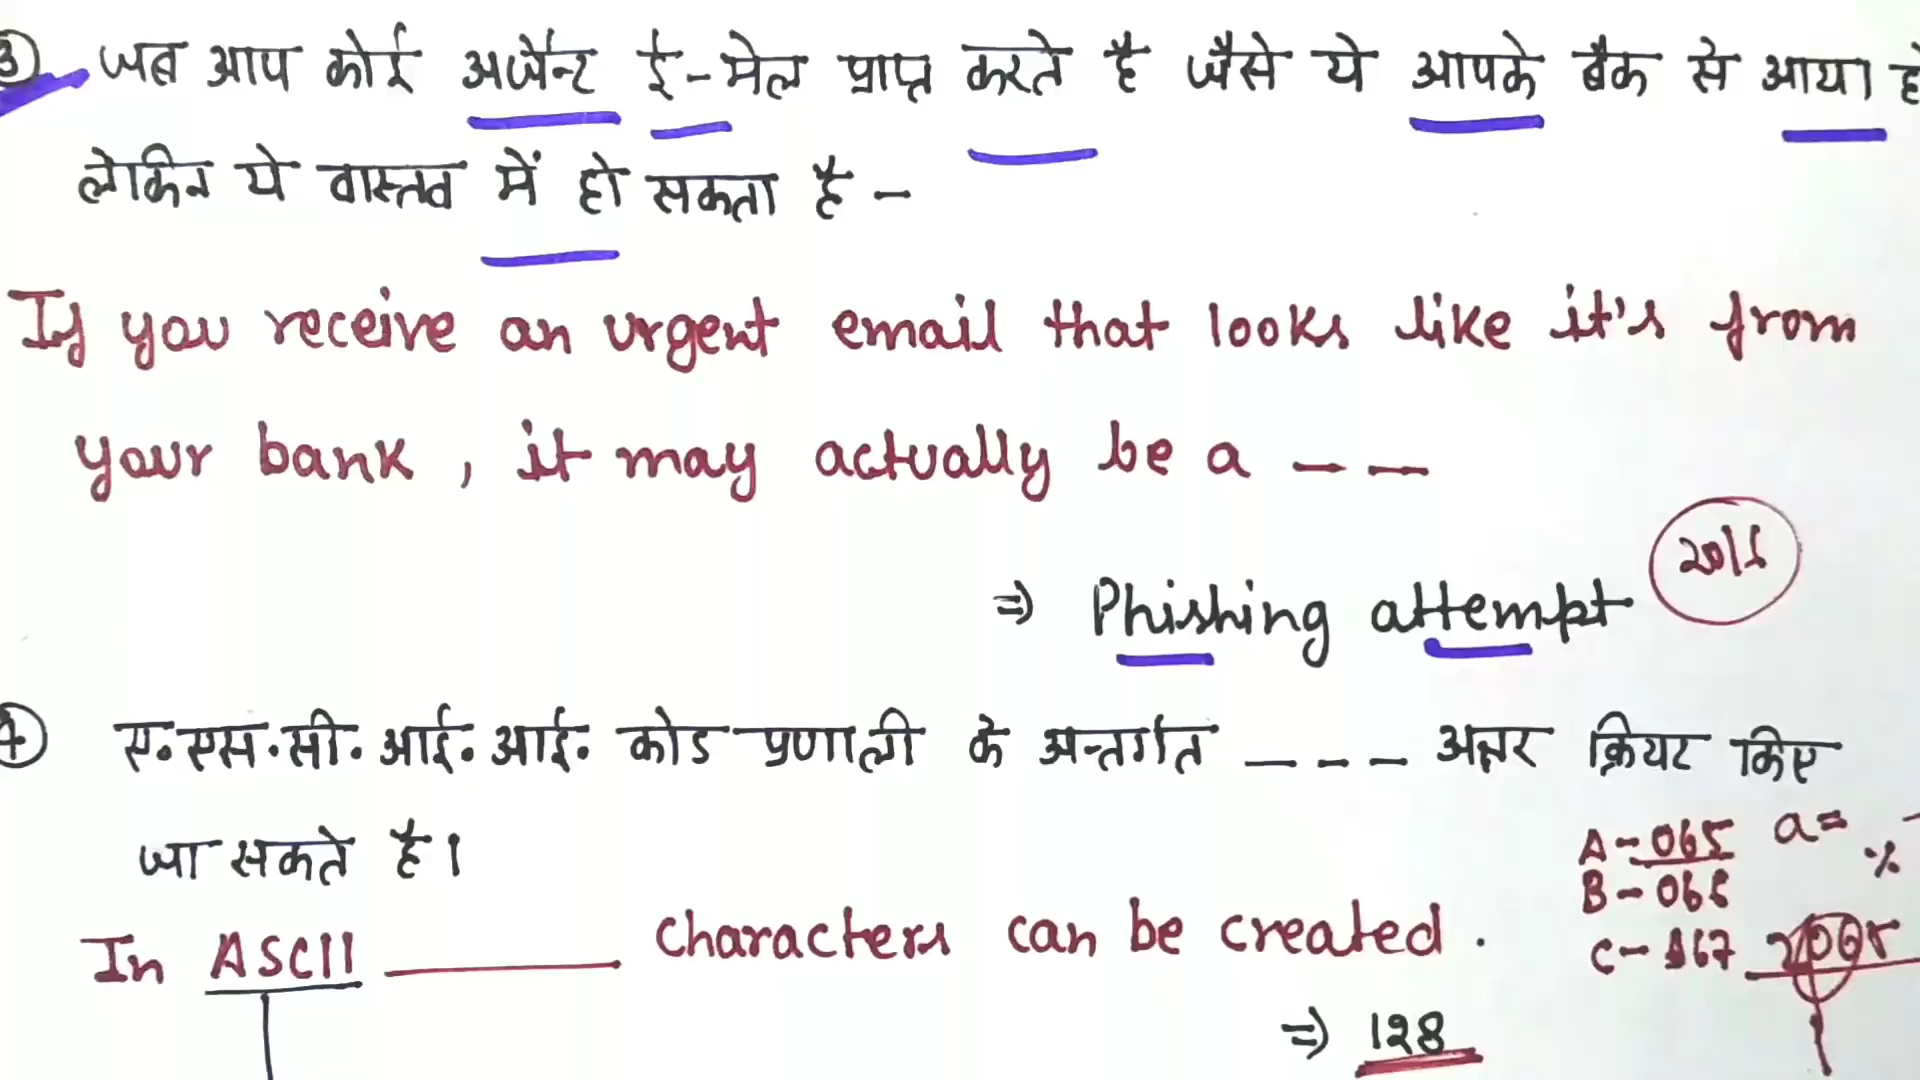 ③ जब आप कोई अर्जेन्ट ई-मेल प्राप्त करते है जैसे ये आपके बैंक से आया हो
लेकिन ये वास्तव में हो सकता है -
If you receive an urgent email that looks like it's from
your bank, it may actually be a - -
⇒ Phishing attempt
④ ए.एस.सी.आई.आई. कोड प्रणाली के अन्तर्गत - - - अक्षर क्रियट किए
जा सकते है।
A - 065 a =
B - 066
In ASCII ______ characters can be created.
C - 067
⇒ 128